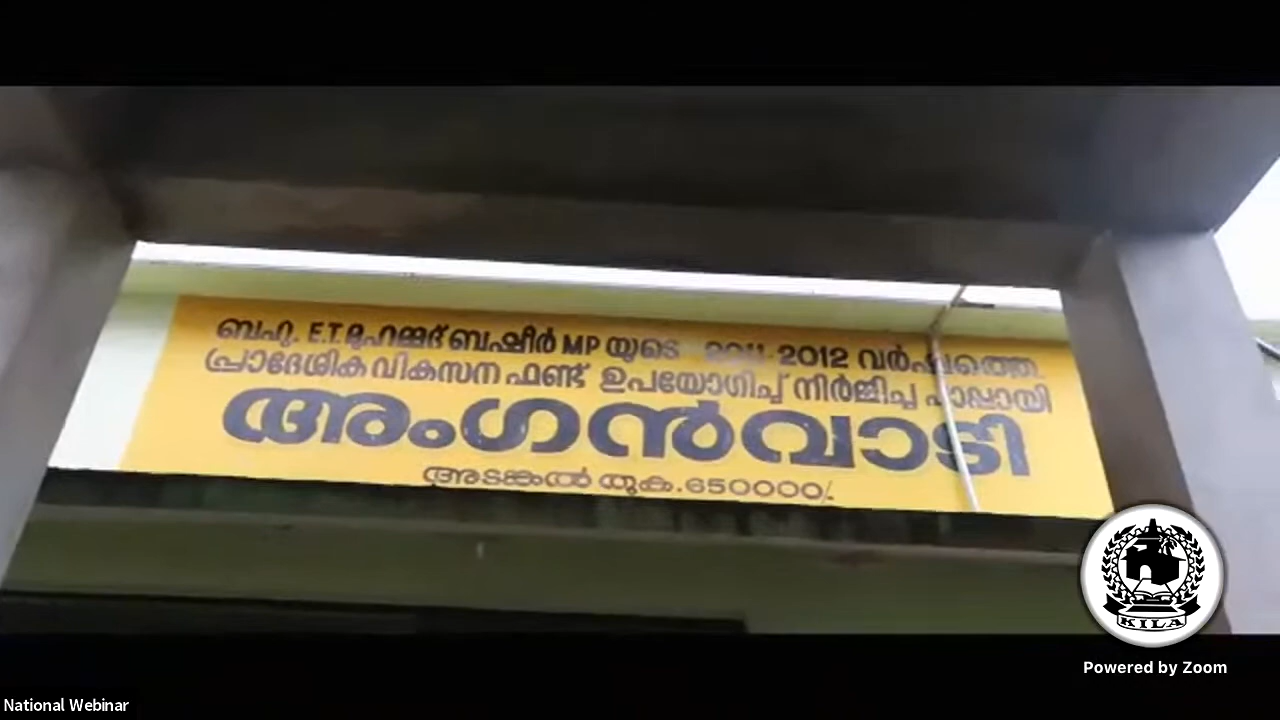 ബഹു. E.T. മുഹമ്മദ് ബഷീർ MP യുടെ 2011-2012 വർഷത്തെ
പ്രാദേശിക വികസന ഫണ്ട് ഉപയോഗിച്ച് നിർമ്മിച്ച പാലായി
അംഗൻവാടി
അടങ്കൽ തുക.650000/-
KILA
Powered by Zoom
National Webinar